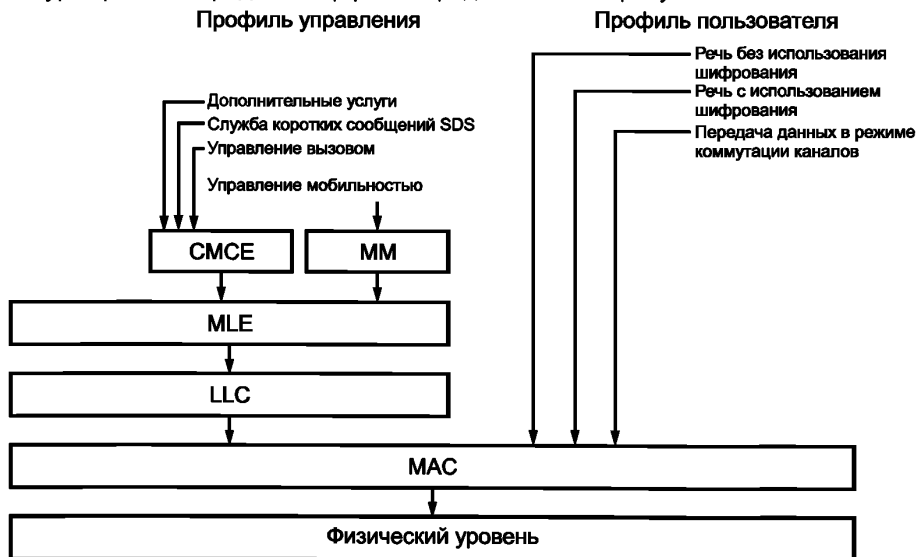 Профиль управления
Профиль пользователя
Речь без использования
шифрования
Речь с использованием
шифрования
Передача данных в режиме
коммутации каналов
Дополнительные услуги
Служба коротких сообщений SDS
Управление вызовом
Управление мобильностью
CMCE
MM
MLE
LLC
MAC
Физический уровень